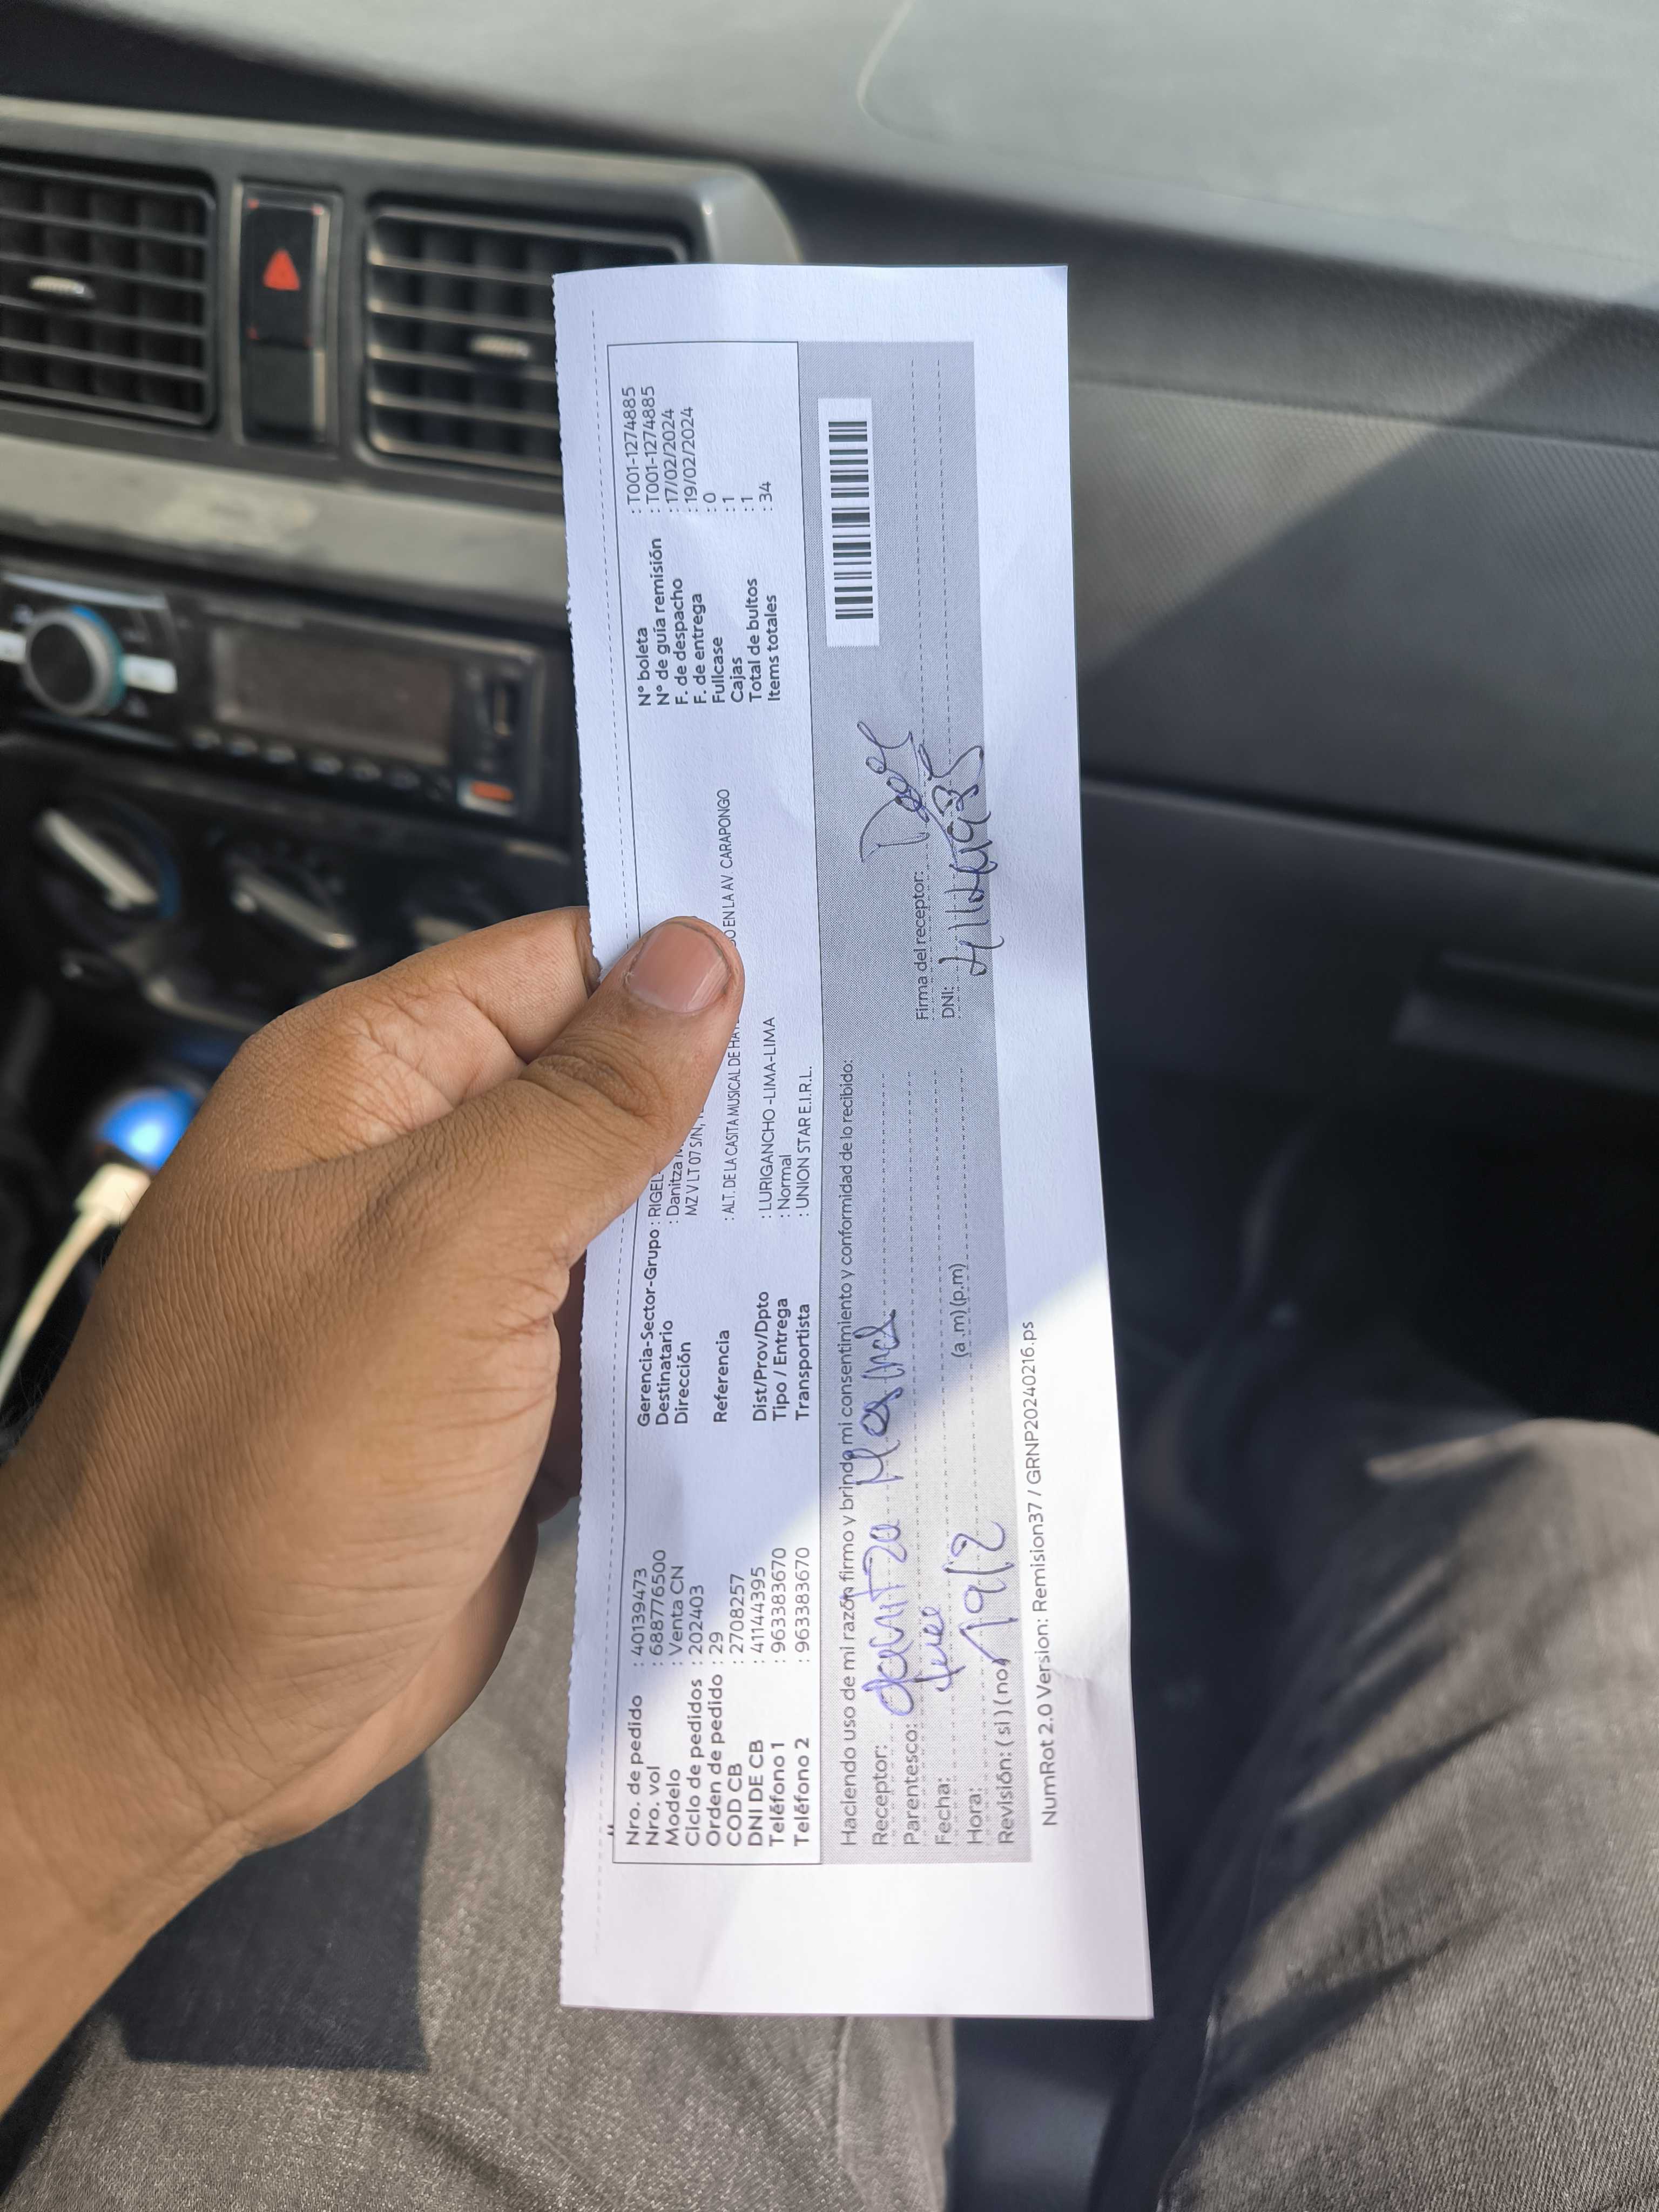 Nro. de pedido : 40139473
Nro. vol : 688776500
Modelo : Venta CN
Ciclo de pedidos : 202403
Orden de pedido : 29
COD CB : 2708257
DNI DE CB : 41144395
Teléfono 1 : 963383670
Teléfono 2 : 963383670
Gerencia-Sector-Grupo : RIGEL
Destinatario : Danitza
Dirección MZ V LT 07 S/N,
Referencia : ALT. DE LA CASITA MUSICAL DE EN LA AV. CARAPONGO
Dist/Prov/Dpto : LURIGANCHO -LIMA-LIMA
Tipo / Entrega : Normal
Transportista : UNION STAR E.I.R.L.
N° boleta : T001-1274885
N° de guía remisión : T001-1274885
F. de despacho : 17/02/2024
F. de entrega : 19/02/2024
Fullcase : 0
Cajas : 1
Total de bultos : 1
Items totales : 34
Haciendo uso de mi razón firmo y brindo mi consentimiento y conformidad de lo recibido:
Receptor: danitza
Parentesco:
Fecha: 19/2
Hora: (a .m) (p.m)
Revisión: ( si ) ( no )
Firma del receptor:
DNI:
NumRot 2.0 Version: Remision37 / GRNP20240216.ps